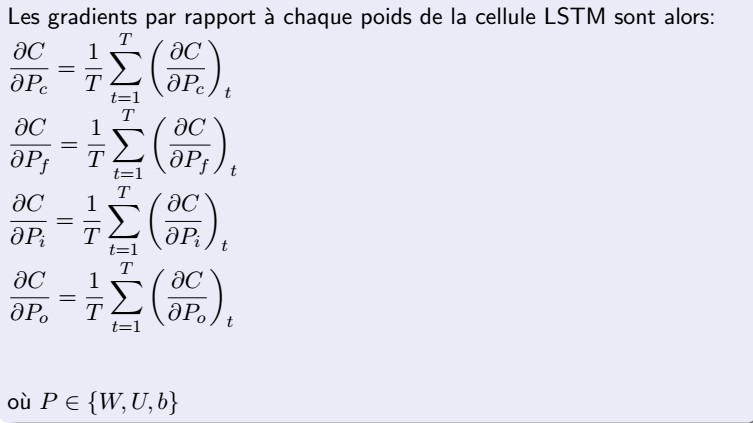 Les gradients par rapport à chaque poids de la cellule LSTM sont alors:
$\frac{\partial C}{\partial P_c} = \frac{1}{T} \sum_{t=1}^{T} \left( \frac{\partial C}{\partial P_c} \right)_t$
$\frac{\partial C}{\partial P_f} = \frac{1}{T} \sum_{t=1}^{T} \left( \frac{\partial C}{\partial P_f} \right)_t$
$\frac{\partial C}{\partial P_i} = \frac{1}{T} \sum_{t=1}^{T} \left( \frac{\partial C}{\partial P_i} \right)_t$
$\frac{\partial C}{\partial P_o} = \frac{1}{T} \sum_{t=1}^{T} \left( \frac{\partial C}{\partial P_o} \right)_t$
où $P \in \{W, U, b\}$